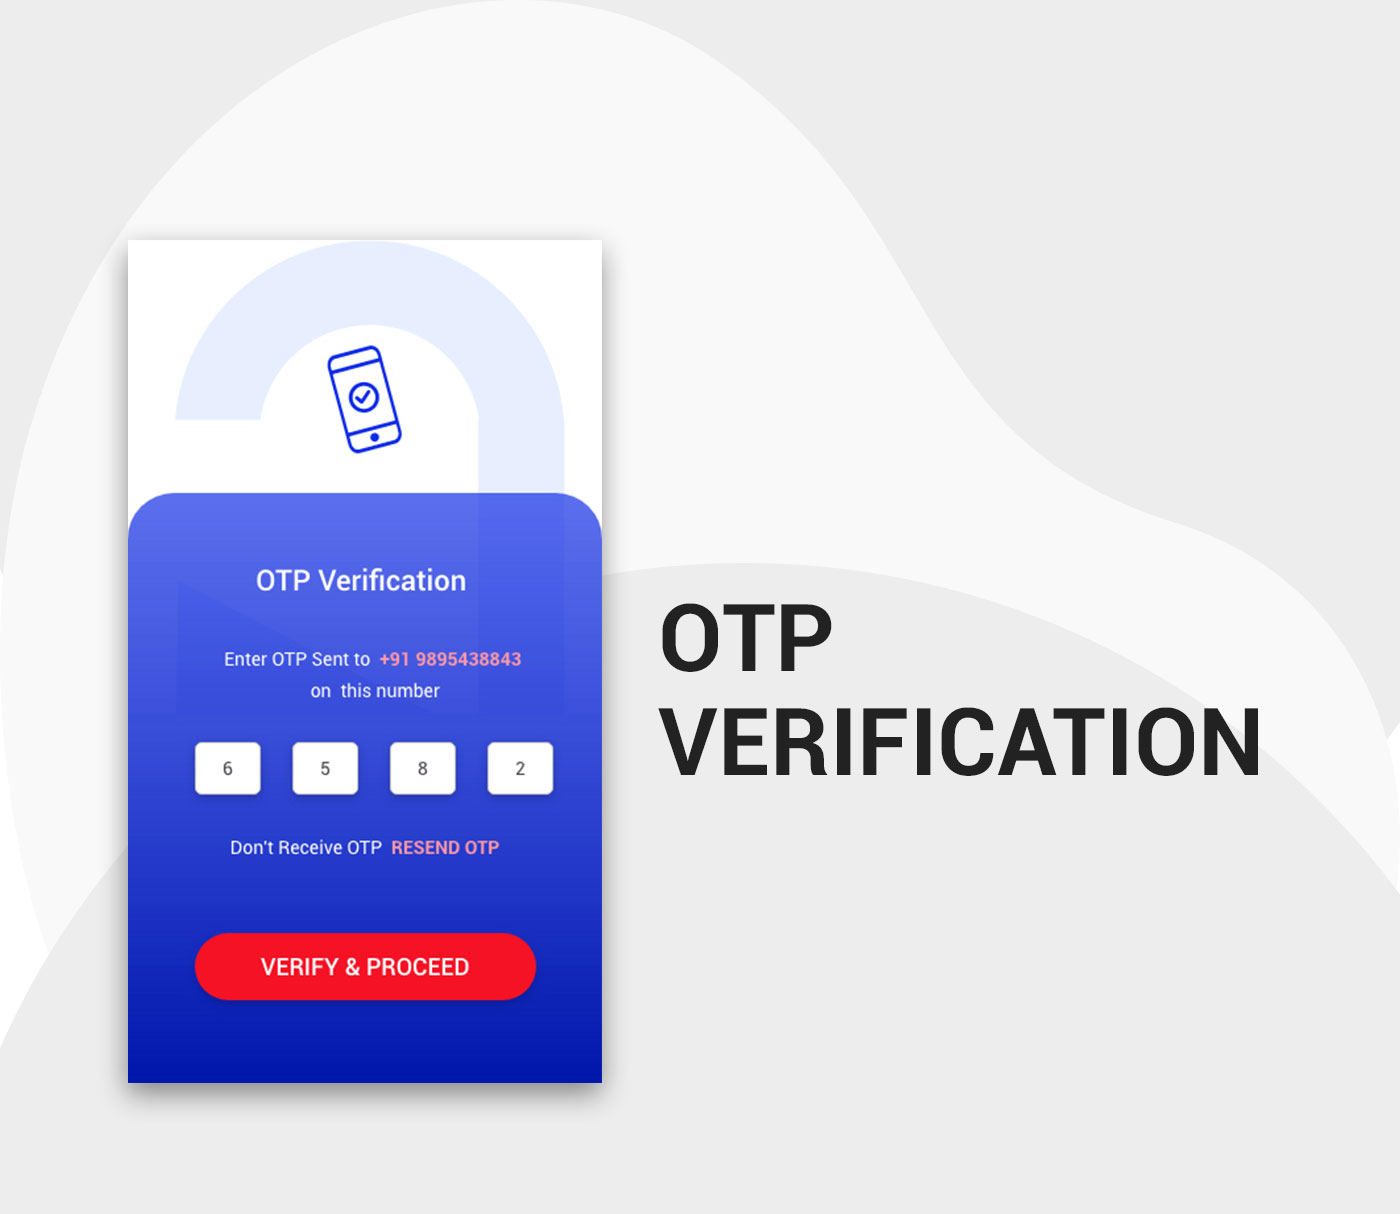 OTP Verification
Enter OTP Sent to +91 9895438843
on this number
6 5 8 2
Don't Receive OTP RESEND OTP
VERIFY & PROCEED
OTP
VERIFICATION